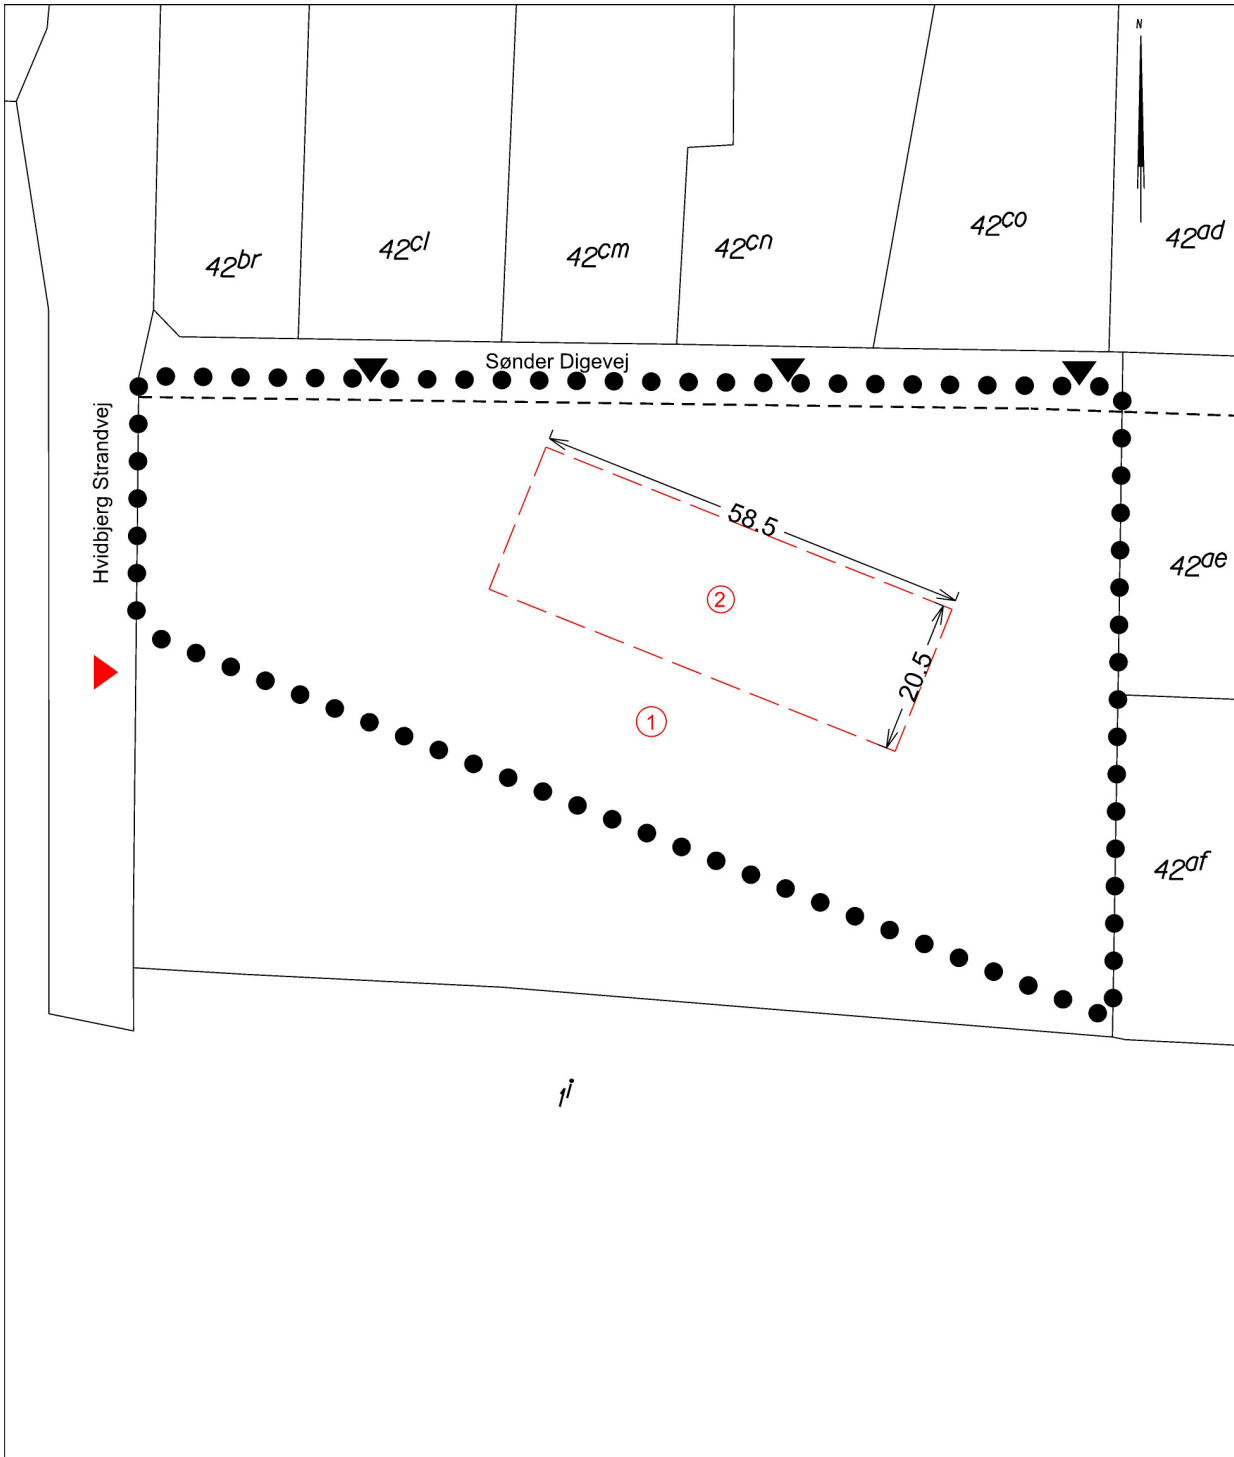 N
42co
42ad
42cl
42cm
42cn
42br
Sønder Digevej
Hvidbjerg Strandvej
58.5
42ae
2
20.5
1
42af
1i